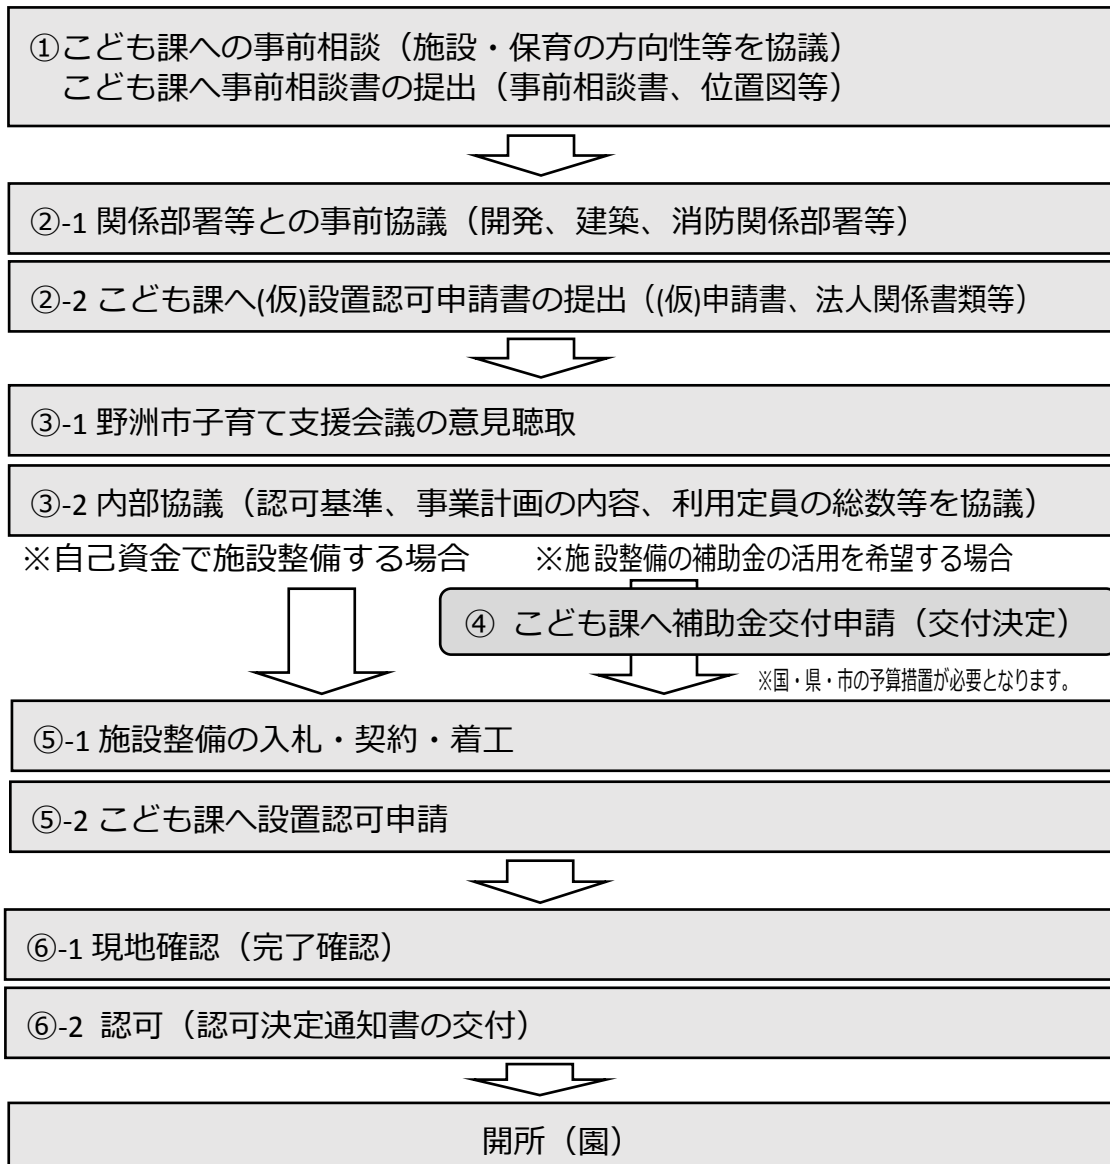 ①こども課への事前相談（施設・保育の方向性等を協議）
こども課へ事前相談書の提出（事前相談書、位置図等）
②-1 関係部署等との事前協議（開発、建築、消防関係部署等）
②-2 こども課へ(仮)設置認可申請書の提出（(仮)申請書、法人関係書類等）
③-1 野洲市子育て支援会議の意見聴取
③-2 内部協議（認可基準、事業計画の内容、利用定員の総数等を協議）
※自己資金で施設整備する場合
※施設整備の補助金の活用を希望する場合
④ こども課へ補助金交付申請（交付決定）
※国・県・市の予算措置が必要となります。
⑤-1 施設整備の入札・契約・着工
⑤-2 こども課へ設置認可申請
⑥-1 現地確認（完了確認）
⑥-2 認可（認可決定通知書の交付）
開所（園）